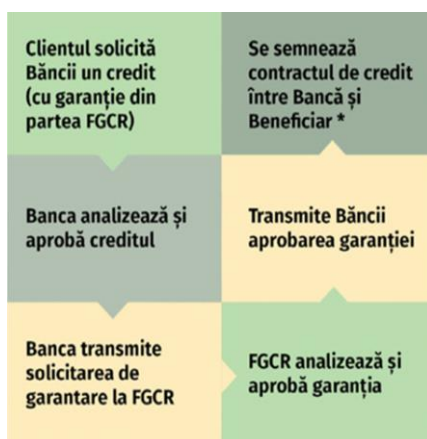 Clientul solicită
Băncii un credit
(cu garanție din
partea FGCR)
Banca analizează și
aprobă creditul
Banca transmite
solicitarea de
garantare la FGCR
FGCR analizează și
aprobă garanția
Transmite Băncii
aprobarea garanției
Se semnează
contractul de credit
între Bancă și
Beneficiar *